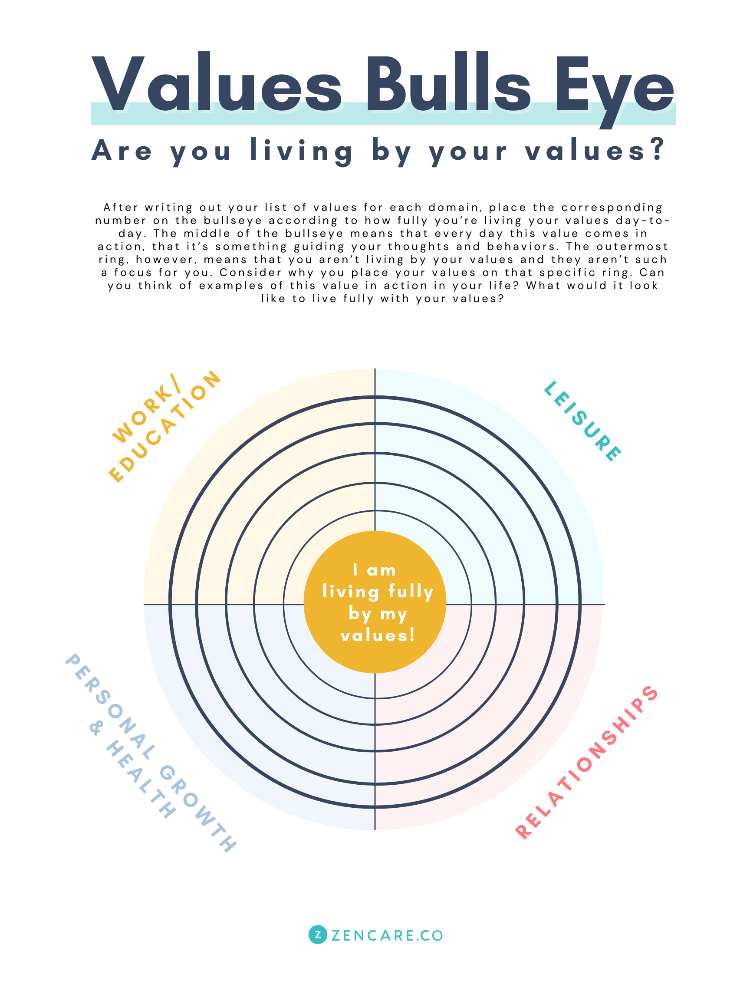 Values Bulls Eye
Are you living by your values?
After writing out your list of values for each domain, place the corresponding
number on the bullseye according to how fully you’re living your values day-to-
day. The middle of the bullseye means that every day this value comes in
action, that it’s something guiding your thoughts and behaviors. The outermost
ring, however, means that you aren’t living by your values and they aren’t such
a focus for you. Consider why you place your values on that specific ring. Can
you think of examples of this value in action in your life? What would it look
like to live fully with your values?
WORK/
EDUCATION
LEISURE
I am
living fully
by my
values!
PERSONAL GROWTH
& HEALTH
RELATIONSHIPS
Z ZENCARE.CO